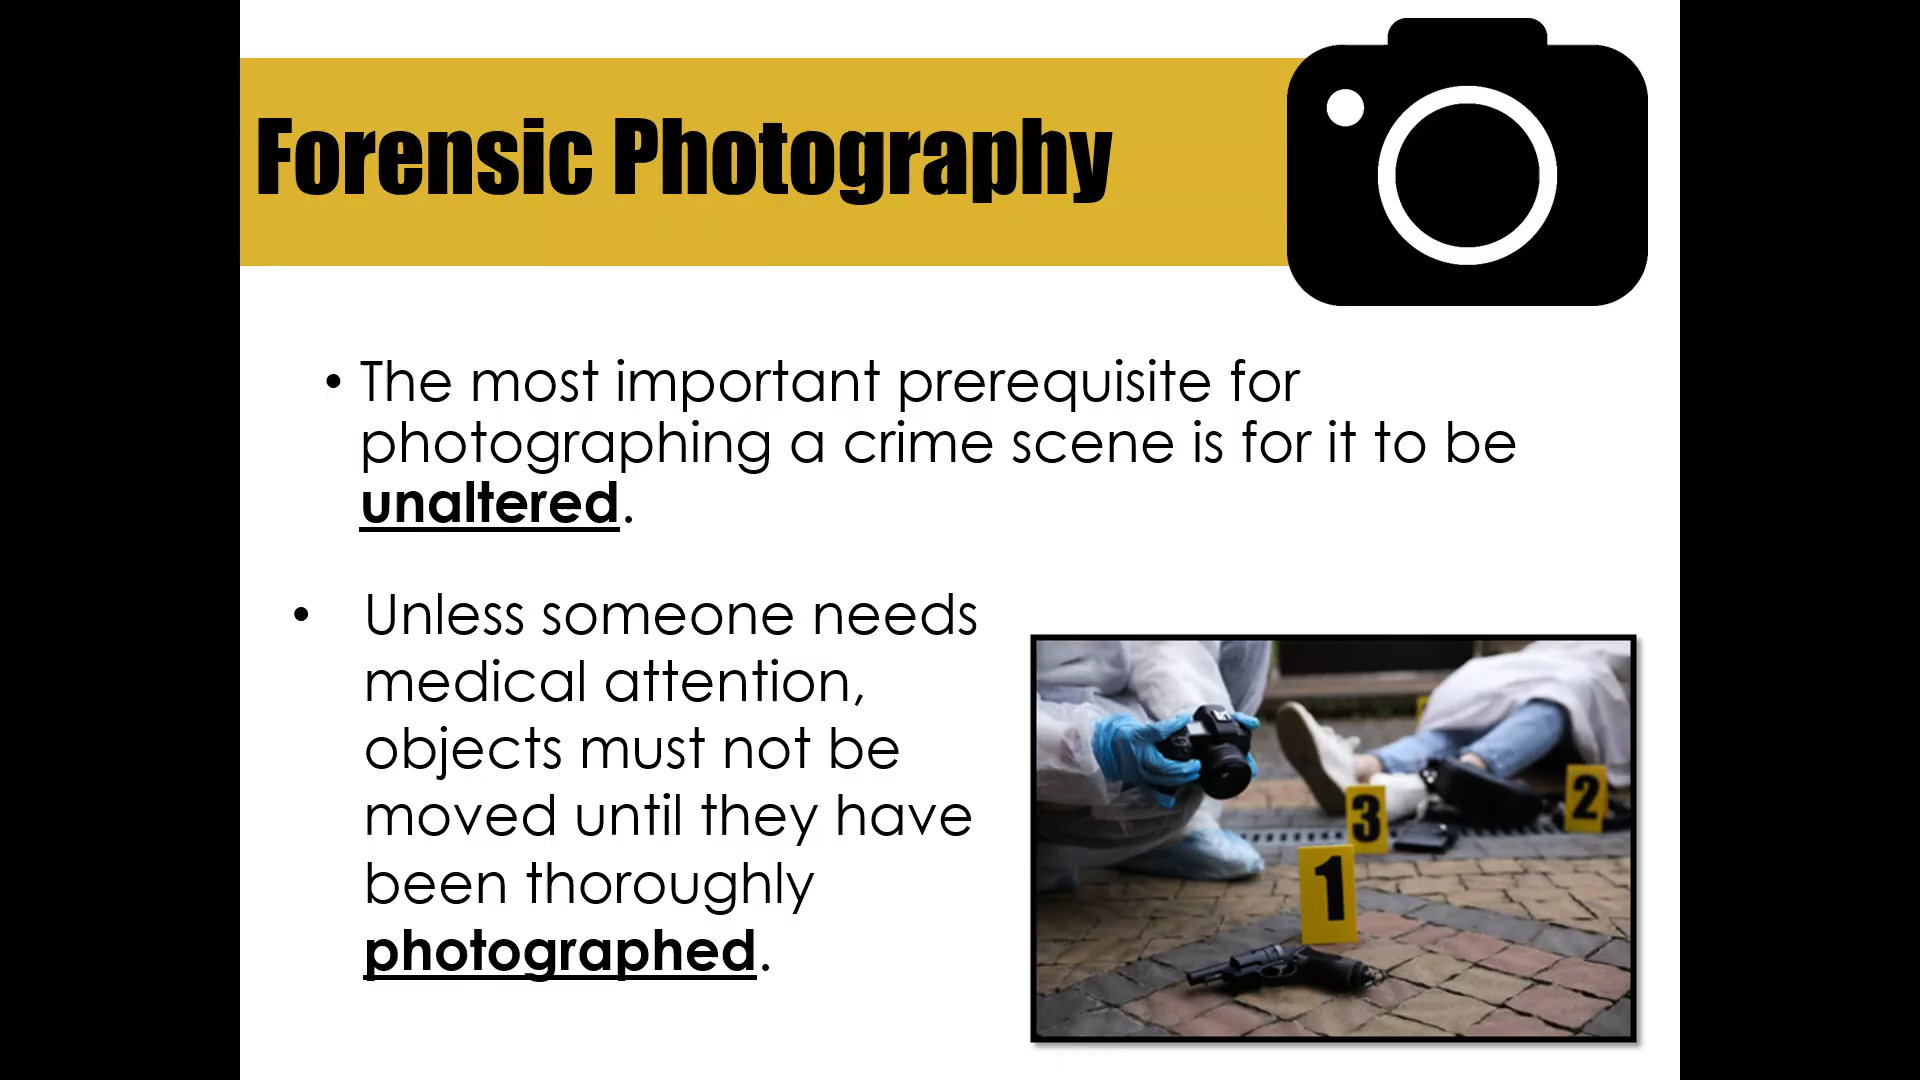 Forensic Photography
• The most important prerequisite for
photographing a crime scene is for it to be
unaltered.
• Unless someone needs
medical attention,
objects must not be
moved until they have
been thoroughly
photographed.
3
2
1